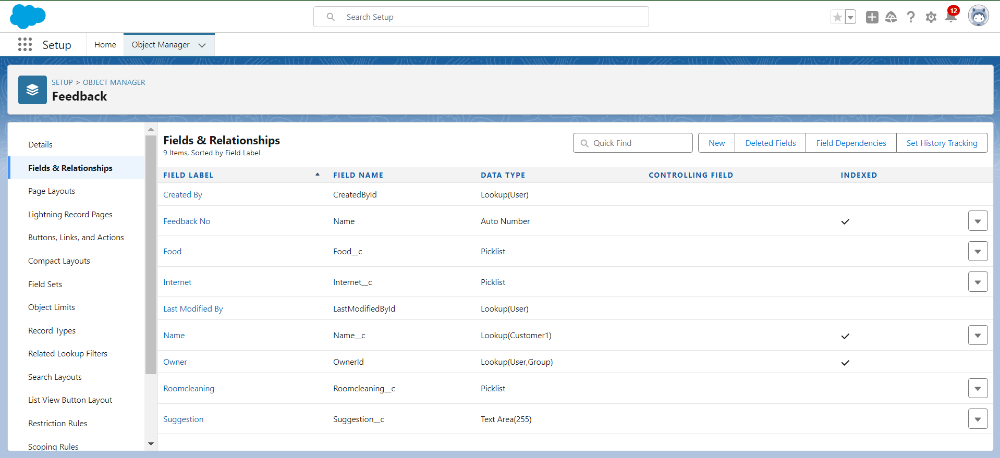 Search Setup
12
Setup
Home
Object Manager
SETUP > OBJECT MANAGER
Feedback
Details
Fields & Relationships
Page Layouts
Lightning Record Pages
Buttons, Links, and Actions
Compact Layouts
Field Sets
Object Limits
Record Types
Related Lookup Filters
Search Layouts
List View Button Layout
Restriction Rules
Scoping Rules
Fields & Relationships
9 Items, Sorted by Field Label
Quick Find
New
Deleted Fields
Field Dependencies
Set History Tracking
FIELD LABEL FIELD NAME DATA TYPE CONTROLLING FIELD INDEXED
Created By CreatedById Lookup(User)
Feedback No Name Auto Number
Food Food__c Picklist
Internet Internet__c Picklist
Last Modified By LastModifiedById Lookup(User)
Name Name__c Lookup(Customer1)
Owner OwnerId Lookup(User,Group)
Roomcleaning Roomcleaning__c Picklist
Suggestion Suggestion__c Text Area(255)